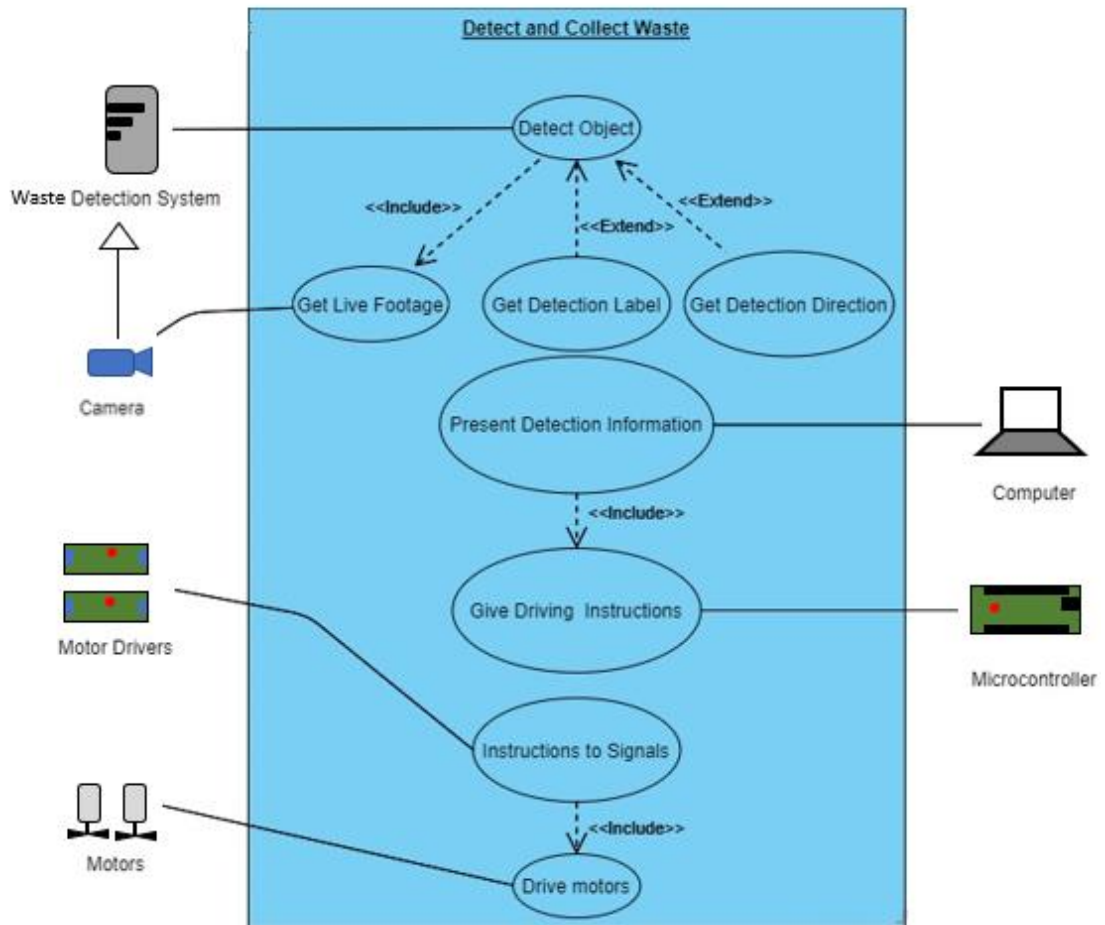 Detect and Collect Waste
Detect Object
Waste Detection System
<<Include>>
<<Extend>>
<<Extend>>
Get Live Footage
Get Detection Label
Get Detection Direction
Camera
Present Detection Information
Computer
<<Include>>
Motor Drivers
Give Driving Instructions
Microcontroller
Instructions to Signals
<<Include>>
Motors
Drive motors